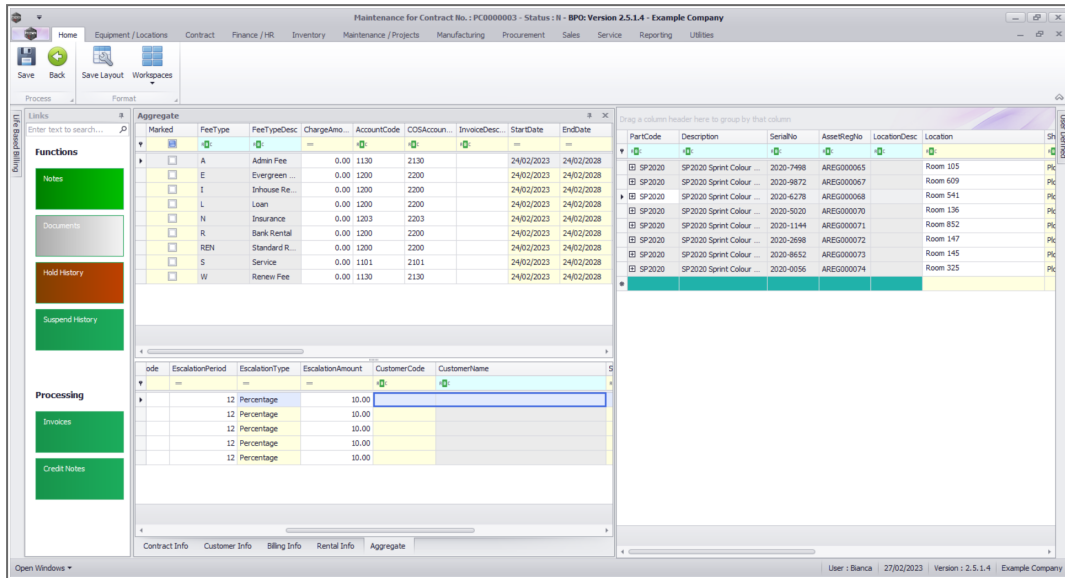 Maintenance for Contract No. : PC0000003 - Status : N - BPO: Version 2.5.1.4 - Example Company
Home Equipment / Locations Contract Finance / HR Inventory Maintenance / Projects Manufacturing Procurement Sales Service Reporting Utilities
Save Back Save Layout Workspaces
Process Format
Life Based Billing
Links
Enter text to search...
Functions
Notes
Documents
Hold History
Suspend History
Processing
Invoices
Credit Notes
Aggregate
Marked FeeType FeeTypeDesc ChargeAmo... AccountCode COSAccoun... InvoiceDesc... StartDate EndDate
A Admin Fee 0.00 1130 2130 24/02/2023 24/02/2028
E Evergreen ... 0.00 1200 2200 24/02/2023 24/02/2028
I Inhouse Re... 0.00 1200 2200 24/02/2023 24/02/2028
L Loan 0.00 1200 2200 24/02/2023 24/02/2028
N Insurance 0.00 1203 2203 24/02/2023 24/02/2028
R Bank Rental 0.00 1200 2200 24/02/2023 24/02/2028
REN Standard R... 0.00 1200 2200 24/02/2023 24/02/2028
S Service 0.00 1101 2101 24/02/2023 24/02/2028
W Renew Fee 0.00 1130 2130 24/02/2023 24/02/2028
ode EscalationPeriod EscalationType EscalationAmount CustomerCode CustomerName S
12 Percentage 10.00
12 Percentage 10.00
12 Percentage 10.00
12 Percentage 10.00
12 Percentage 10.00
Contract Info Customer Info Billing Info Rental Info Aggregate
Drag a column header here to group by that column
PartCode Description SerialNo AssetRegNo LocationDesc Location Sh
SP2020 SP2020 Sprint Colour ... 2020-7498 AREG000065 Room 105 Plo
SP2020 SP2020 Sprint Colour ... 2020-9872 AREG000066 Room 609 Plo
SP2020 SP2020 Sprint Colour ... 2020-6278 AREG000068 Room 541 Plo
SP2020 SP2020 Sprint Colour ... 2020-5020 AREG000070 Room 136 Plo
SP2020 SP2020 Sprint Colour ... 2020-1144 AREG000071 Room 852 Plo
SP2020 SP2020 Sprint Colour ... 2020-2698 AREG000072 Room 147 Plo
SP2020 SP2020 Sprint Colour ... 2020-8652 AREG000073 Room 145 Plo
SP2020 SP2020 Sprint Colour ... 2020-0056 AREG000074 Room 325 Plo
User Defined
Open Windows
User : Bianca 27/02/2023 Version : 2.5.1.4 Example Company